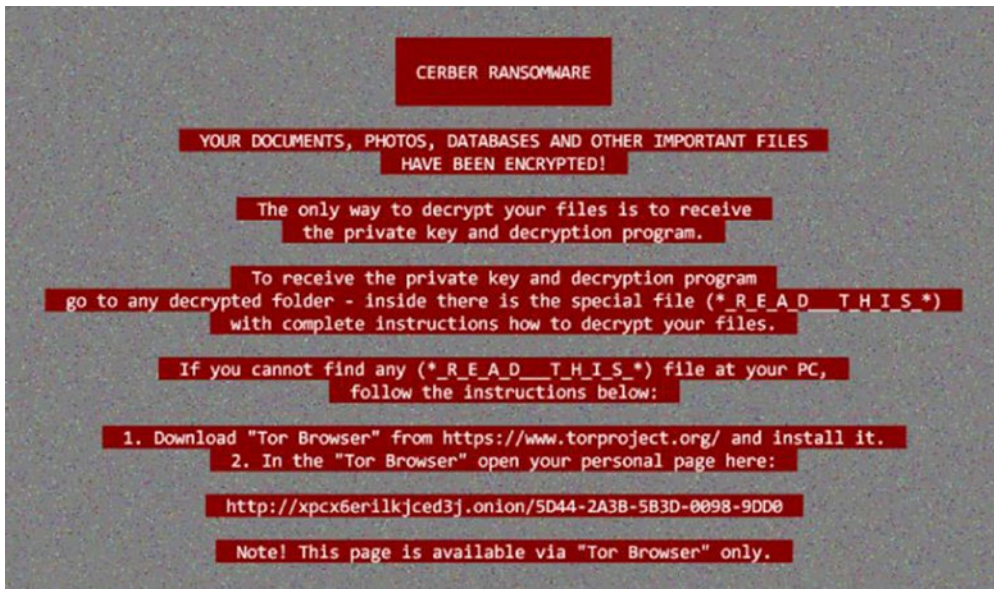 CERBER RANSOMWARE
YOUR DOCUMENTS, PHOTOS, DATABASES AND OTHER IMPORTANT FILES
HAVE BEEN ENCRYPTED!
The only way to decrypt your files is to receive
the private key and decryption program.
To receive the private key and decryption program
go to any decrypted folder - inside there is the special file (*_R_E_A_D___T_H_I_S_*)
with complete instructions how to decrypt your files.
If you cannot find any (*_R_E_A_D___T_H_I_S_*) file at your PC,
follow the instructions below:
1. Download "Tor Browser" from https://www.torproject.org/ and install it.
2. In the "Tor Browser" open your personal page here:
http://xpcx6erilkjced3j.onion/5D44-2A3B-5B3D-0098-9DD0
Note! This page is available via "Tor Browser" only.